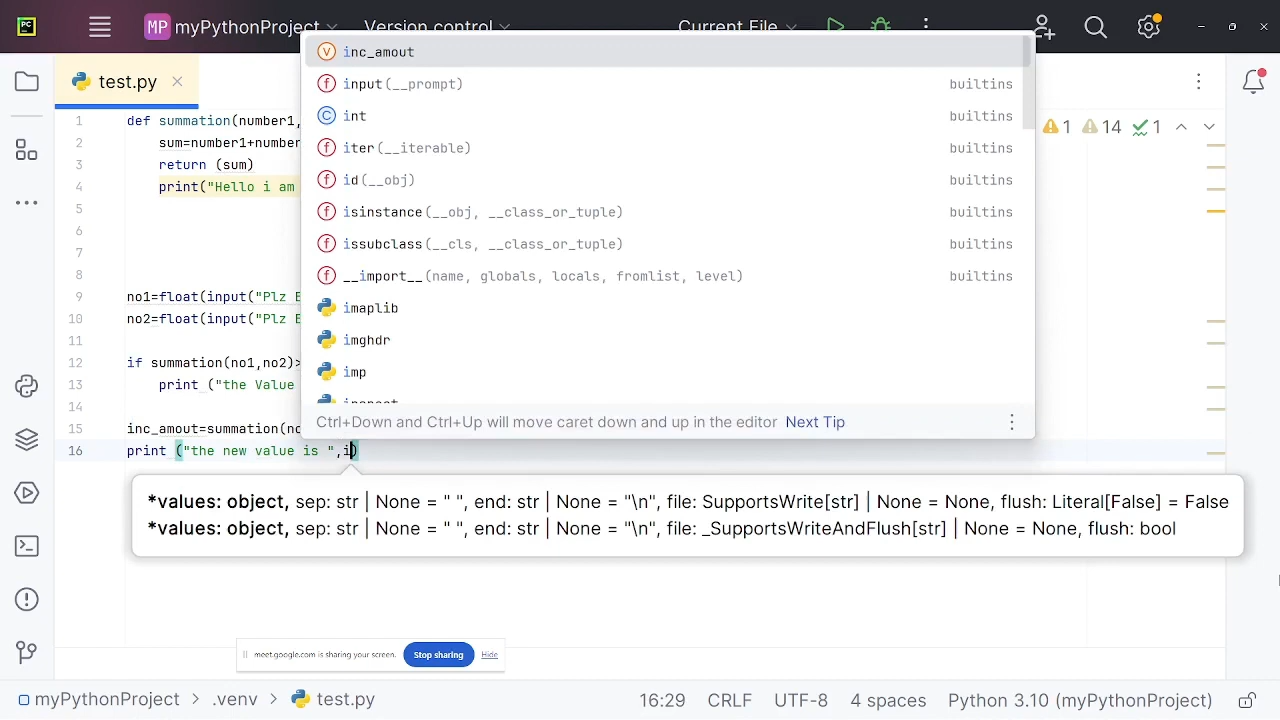 PC
MP myPythonProject
Version control
Current File
test.py
inc_amout
input(__prompt) builtins
int builtins
iter(__iterable) builtins
id(__obj) builtins
isinstance(__obj, __class_or_tuple) builtins
issubclass(__cls, __class_or_tuple) builtins
__import__(name, globals, locals, fromlist, level) builtins
imaplib
imghdr
imp
Ctrl+Down and Ctrl+Up will move caret down and up in the editor Next Tip
1 14 1
1 def summation(number1,
2 sum=number1+number
3 return (sum)
4 print("Hello i am
5
6
7
8
9 no1=float(input("Plz E
10 no2=float(input("Plz E
11
12 if summation(no1,no2)>
13 print ("the Value
14
15 inc_amout=summation(no
16 print ("the new value is ",i)
*values: object, sep: str | None = " ", end: str | None = "\n", file: SupportsWrite[str] | None = None, flush: Literal[False] = False
*values: object, sep: str | None = " ", end: str | None = "\n", file: _SupportsWriteAndFlush[str] | None = None, flush: bool
meet.google.com is sharing your screen. Stop sharing Hide
myPythonProject > .venv > test.py
16:29 CRLF UTF-8 4 spaces Python 3.10 (myPythonProject)